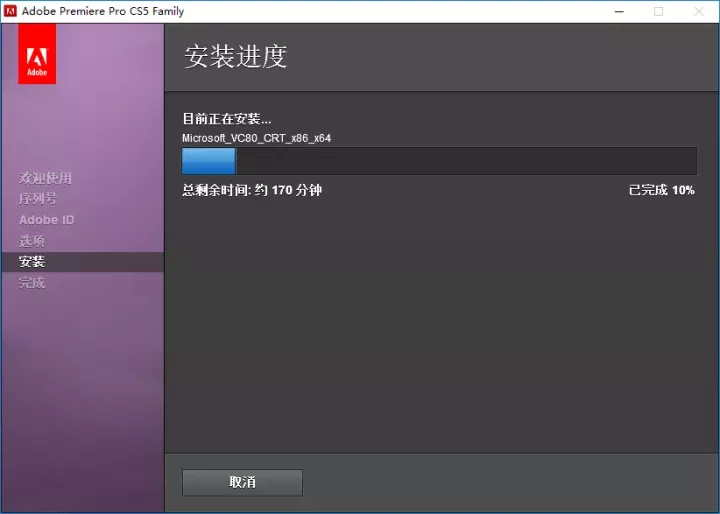 Adobe Premiere Pro CS5 Family
Adobe
安装进度
欢迎使用
序列号
Adobe ID
选项
安装
完成
目前正在安装...
Microsoft_VC80_CRT_x86_x64
总剩余时间: 约 170 分钟
已完成 10%
取消